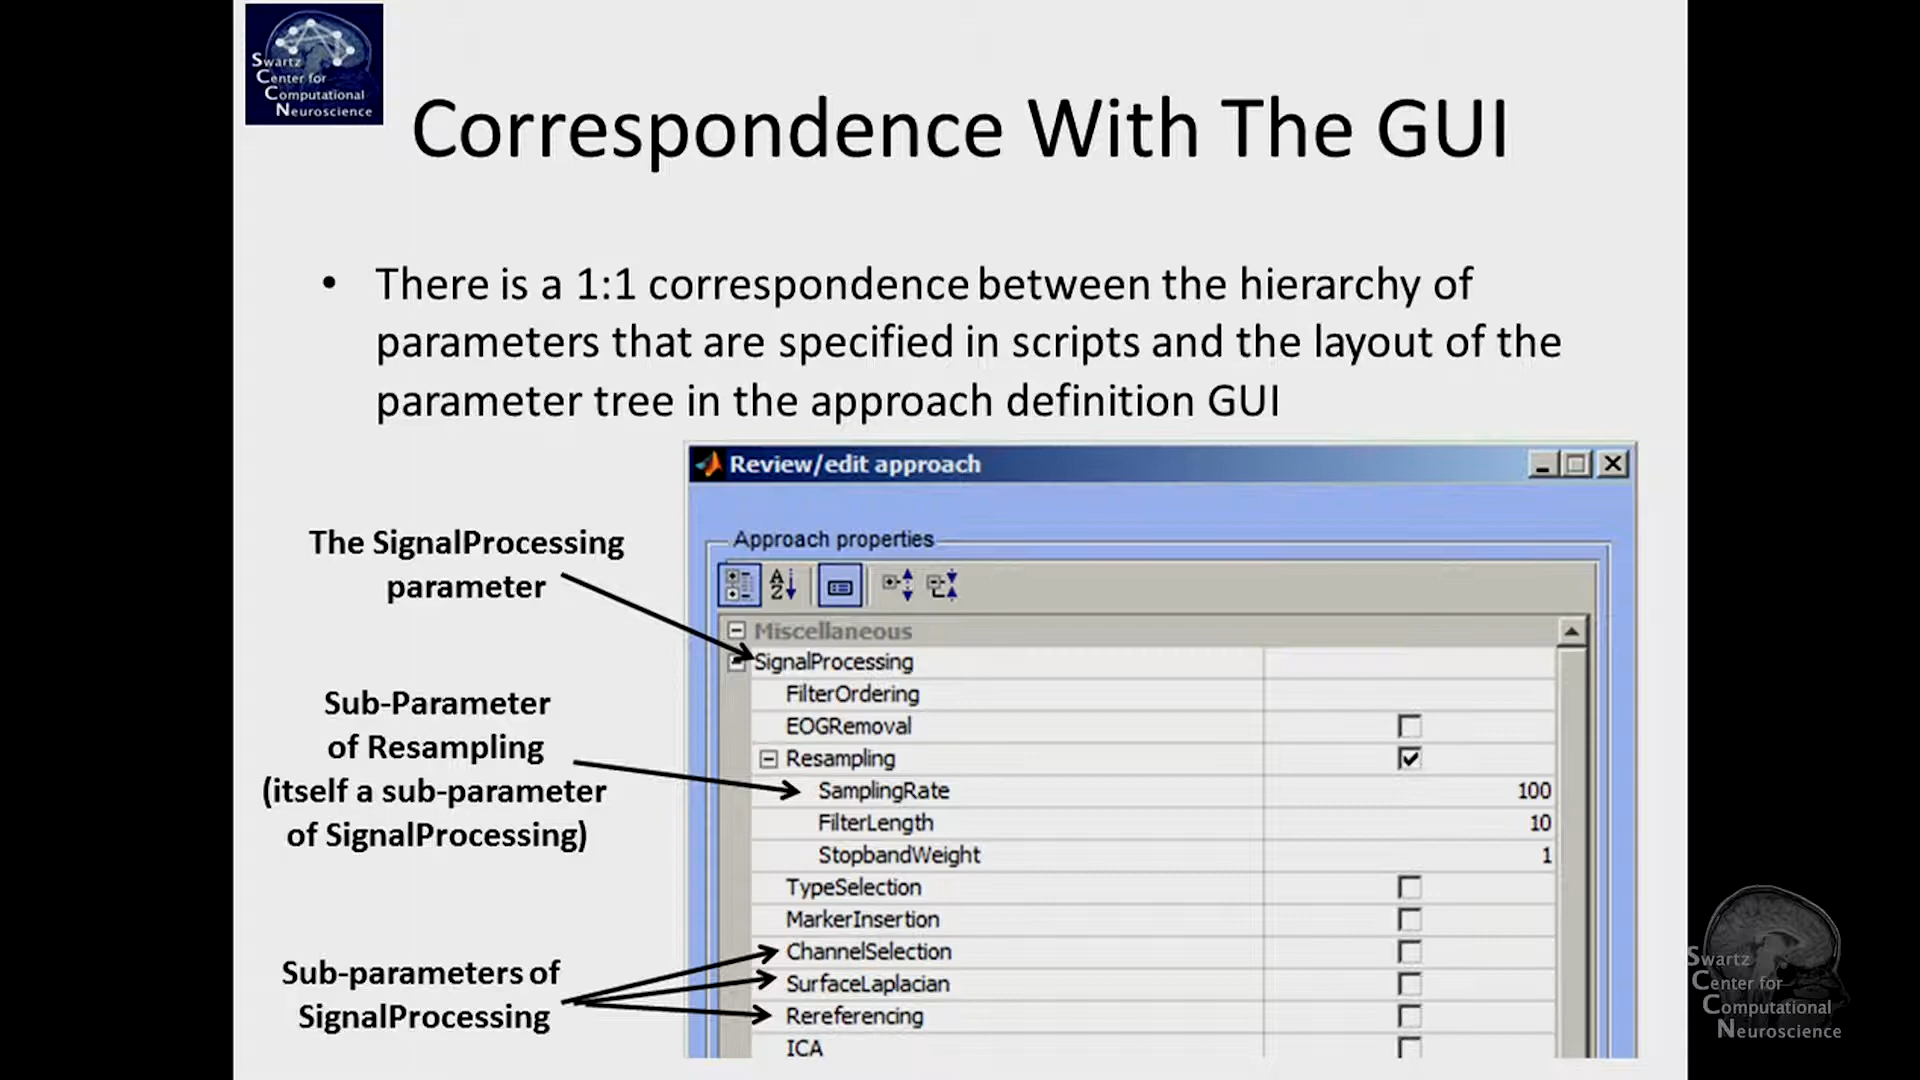 Swartz
Center for
Computational
Neuroscience
Correspondence With The GUI
• There is a 1:1 correspondence between the hierarchy of
parameters that are specified in scripts and the layout of the
parameter tree in the approach definition GUI
The SignalProcessing
parameter
Sub-Parameter
of Resampling
(itself a sub-parameter
of SignalProcessing)
Sub-parameters of
SignalProcessing
Review/edit approach
Approach properties
Miscellaneous
SignalProcessing
FilterOrdering
EOGRemoval
Resampling
SamplingRate 100
FilterLength 10
StopbandWeight 1
TypeSelection
MarkerInsertion
ChannelSelection
SurfaceLaplacian
Rereferencing
ICA
Swartz
Center for
Computational
Neuroscience